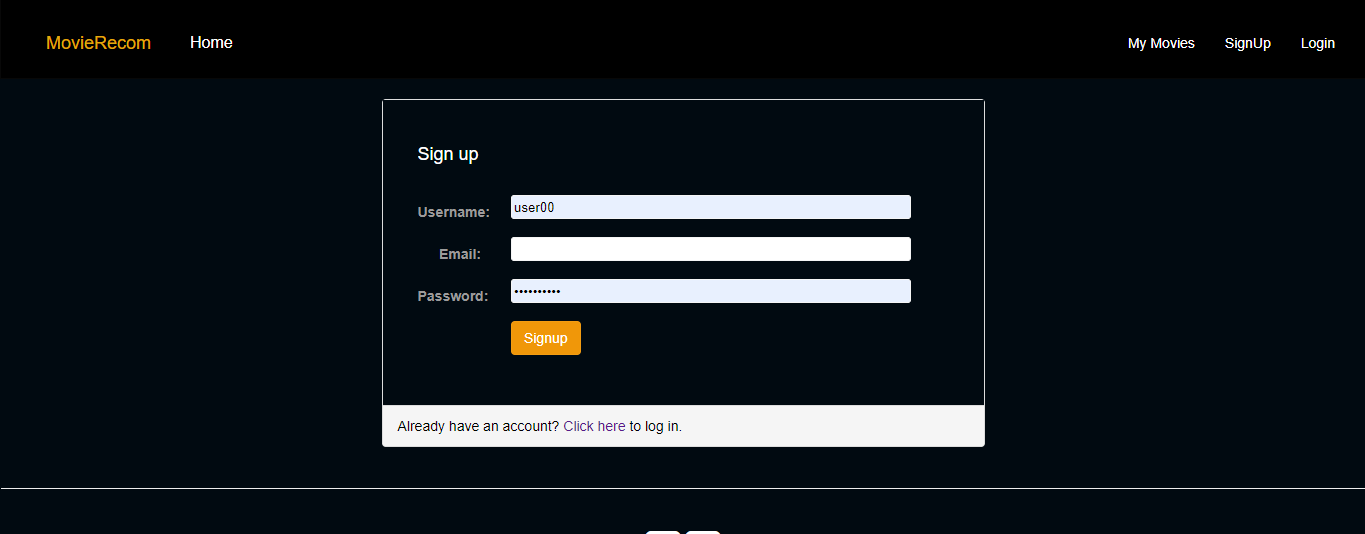 MovieRecom Home My Movies SignUp Login
Sign up
Username: user00
Email:
Password: ••••••••••
Signup
Already have an account? Click here to log in.